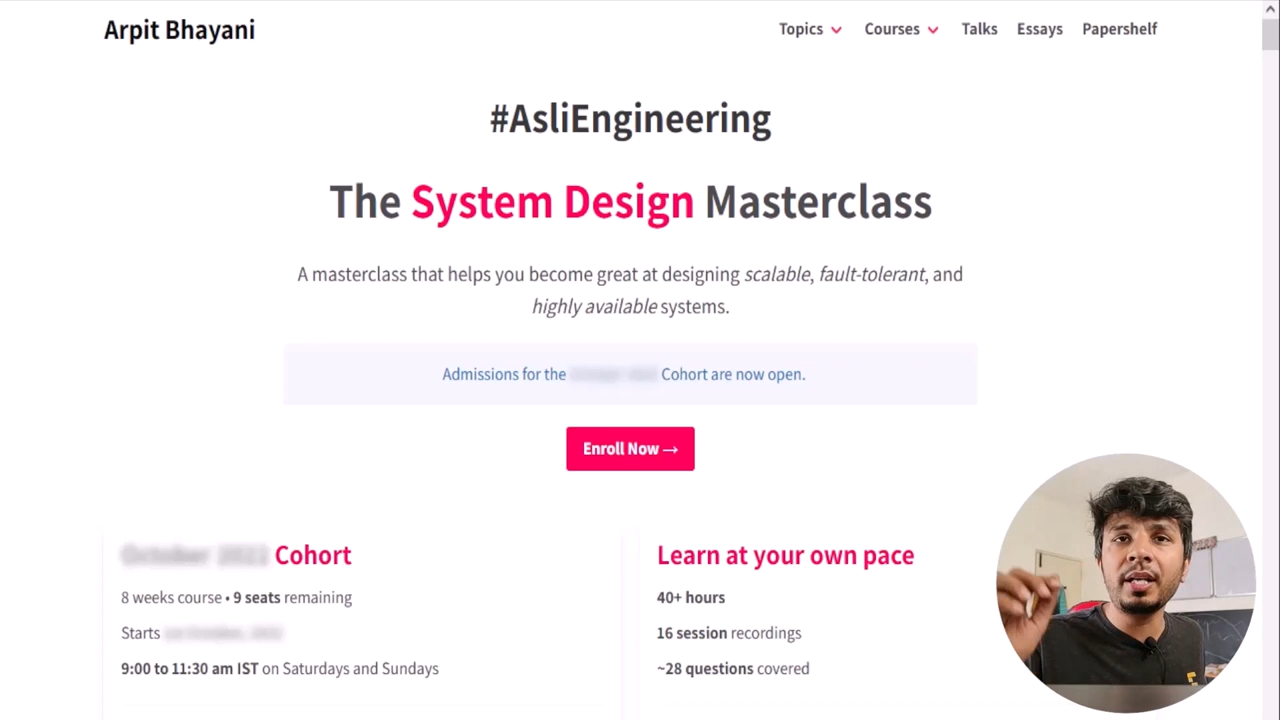 Arpit Bhayani
Topics
Courses
Talks
Essays
Papershelf
#AsliEngineering
The System Design Masterclass
A masterclass that helps you become great at designing scalable, fault-tolerant, and
highly available systems.
Admissions for the Cohort are now open.
Enroll Now →
Cohort
8 weeks course • 9 seats remaining
Starts
9:00 to 11:30 am IST on Saturdays and Sundays
Learn at your own pace
40+ hours
16 session recordings
~28 questions covered